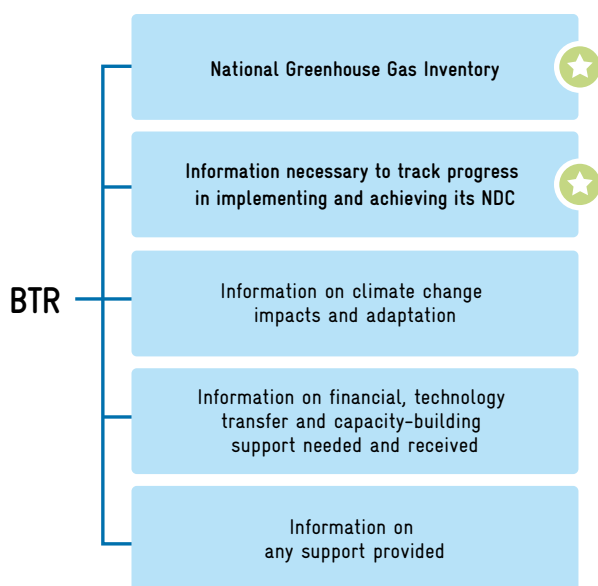 National Greenhouse Gas Inventory
Information necessary to track progress
in implementing and achieving its NDC
BTR
Information on climate change
impacts and adaptation
Information on financial, technology
transfer and capacity-building
support needed and received
Information on
any support provided